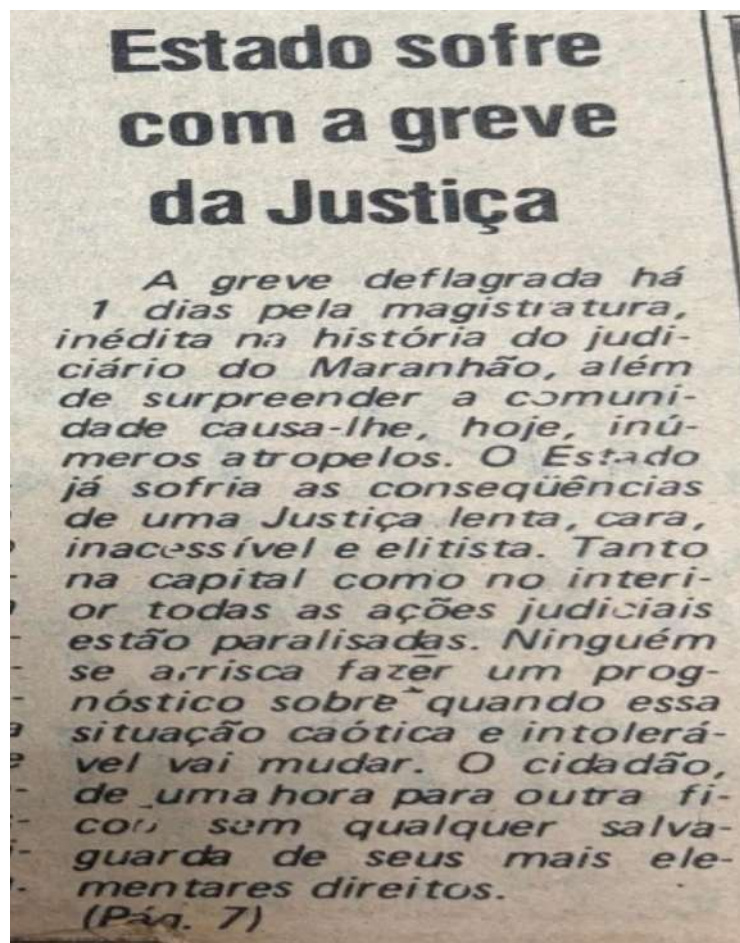 Estado sofre
com a greve
da Justiça
A greve deflagrada há
1 dias pela magistratura,
inédita na história do judi-
ciário do Maranhão, além
de surpreender a comuni-
dade causa-lhe, hoje, inú-
meros atropelos. O Estado
já sofria as conseqüências
de uma Justiça lenta, cara,
inacessível e elitista. Tanto
na capital como no interi-
or todas as ações judiciais
estão paralisadas. Ninguém
se arrisca fazer um prog-
nóstico sobre quando essa
situação caótica e intolerá-
vel vai mudar. O cidadão,
de uma hora para outra fi-
cou sem qualquer salva-
guarda de seus mais ele-
mentares direitos.
(Pág. 7)